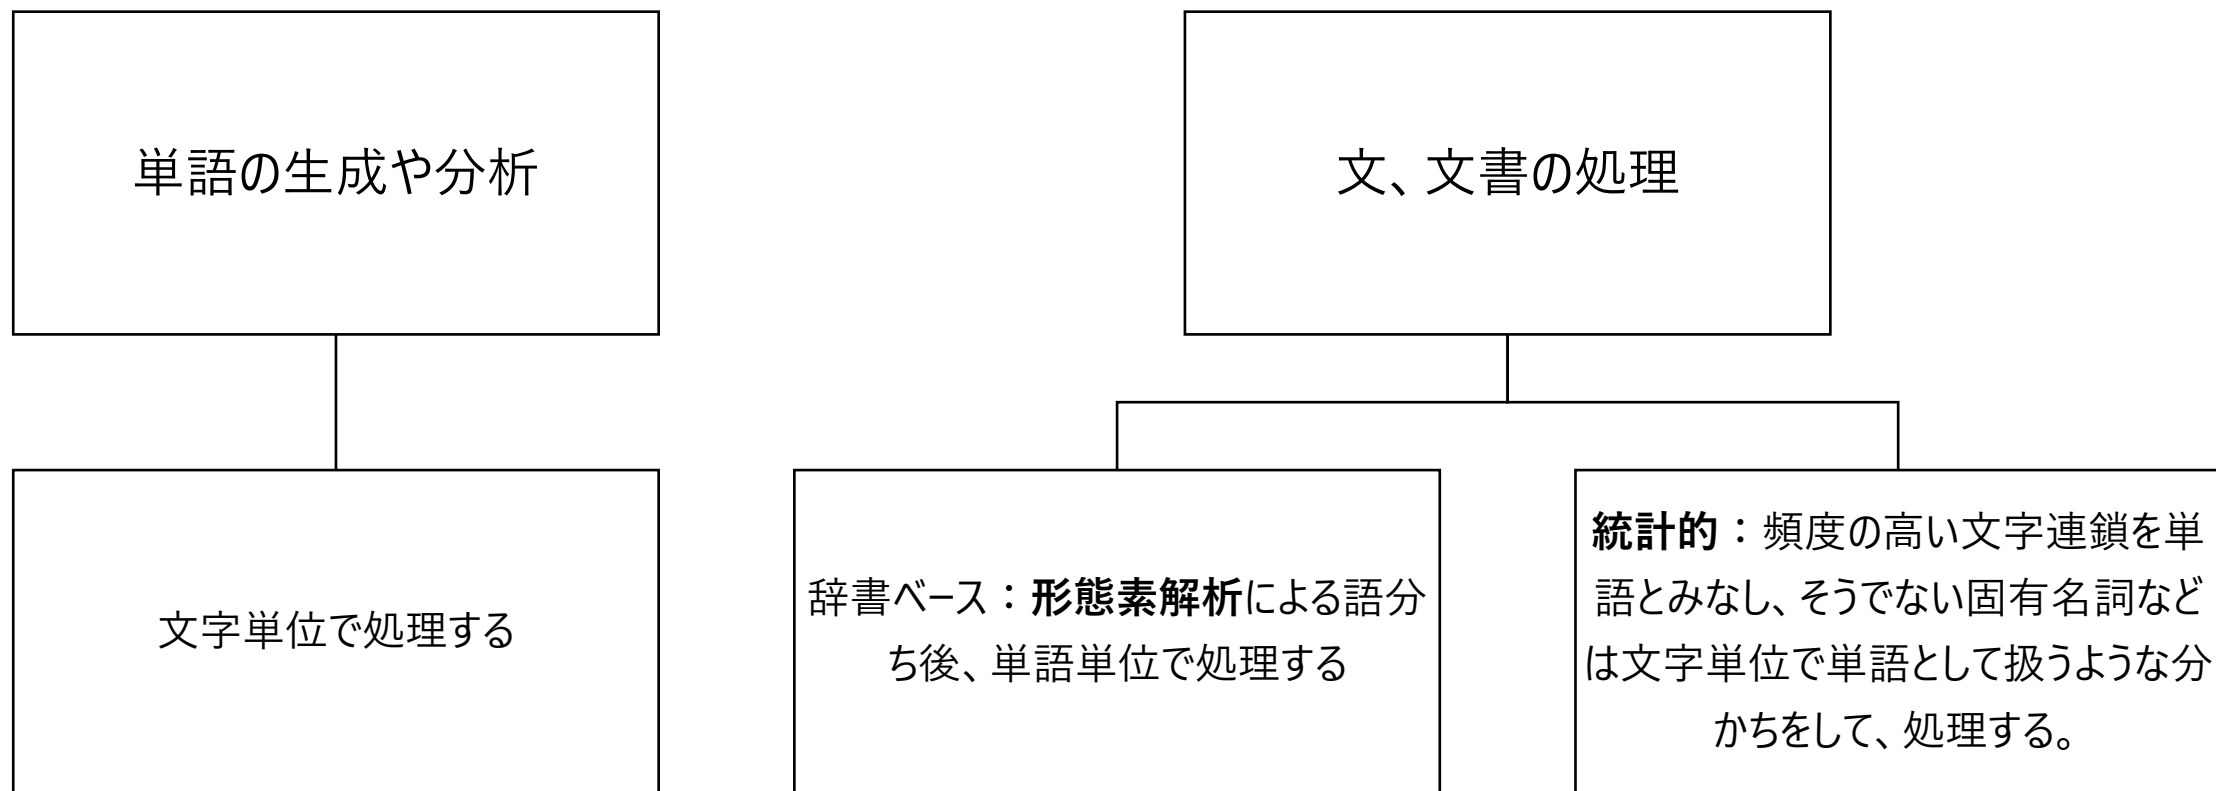 単語の生成や分析
文、文書の処理
文字単位で処理する
辞書ベース：形態素解析による語分
ち後、単語単位で処理する
統計的：頻度の高い文字連鎖を単
語とみなし、そうでない固有名詞など
は文字単位で単語として扱うような分
かちをして、処理する。